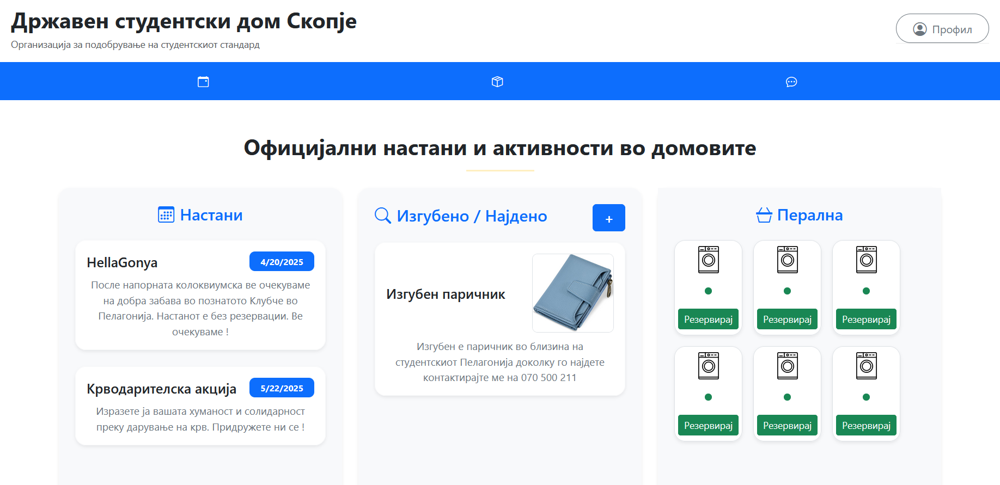 Државен студентски дом Скопје
Организација за подобрување на студентскиот стандард
Профил
Официјални настани и активности во домовите
Настани
HellaGonya
4/20/2025
После напорната колоквиумска ве очекуваме
на добра забава во познатото Клубче во
Пелагонија. Настанот е без резервации. Ве
очекуваме !
Крводарителска акција
5/22/2025
Изразете ја вашата хуманост и солидарност
преку дарување на крв. Придружете ни се !
Изгубено / Најдено
+
Изгубен паричник
Изгубен е паричник во близина на
студентскиот Пелагонија доколку го најдете
контактирајте ме на 070 500 211
Перална
Резервирај
Резервирај
Резервирај
Резервирај
Резервирај
Резервирај